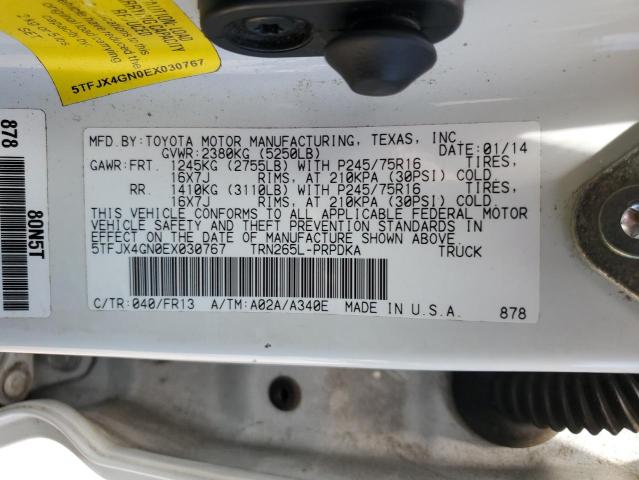 5TFJX4GN0EX030767
878
80N5T
MFD.BY:TOYOTA MOTOR MANUFACTURING, TEXAS, INC.
GVWR:2380KG (5250LB) DATE:01/14
GAWR:FRT. 1245KG (2755LB) WITH P245/75R16 TIRES,
16X7J RIMS, AT 210KPA (30PSI) COLD.
RR. 1410KG (3110LB) WITH P245/75R16 TIRES,
16X7J RIMS, AT 210KPA (30PSI) COLD.
THIS VEHICLE CONFORMS TO ALL APPLICABLE FEDERAL MOTOR
VEHICLE SAFETY AND THEFT PREVENTION STANDARDS IN
EFFECT ON THE DATE OF MANUFACTURE SHOWN ABOVE.
5TFJX4GN0EX030767 TRN265L-PRPDKA TRUCK
C/TR:040/FR13 A/TM:A02A/A340E MADE IN U.S.A. 878